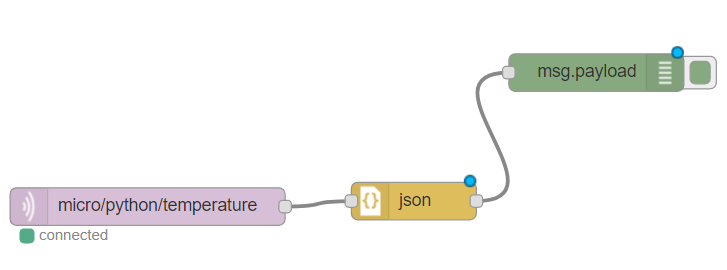 msg.payload
micro/python/temperature
json
connected